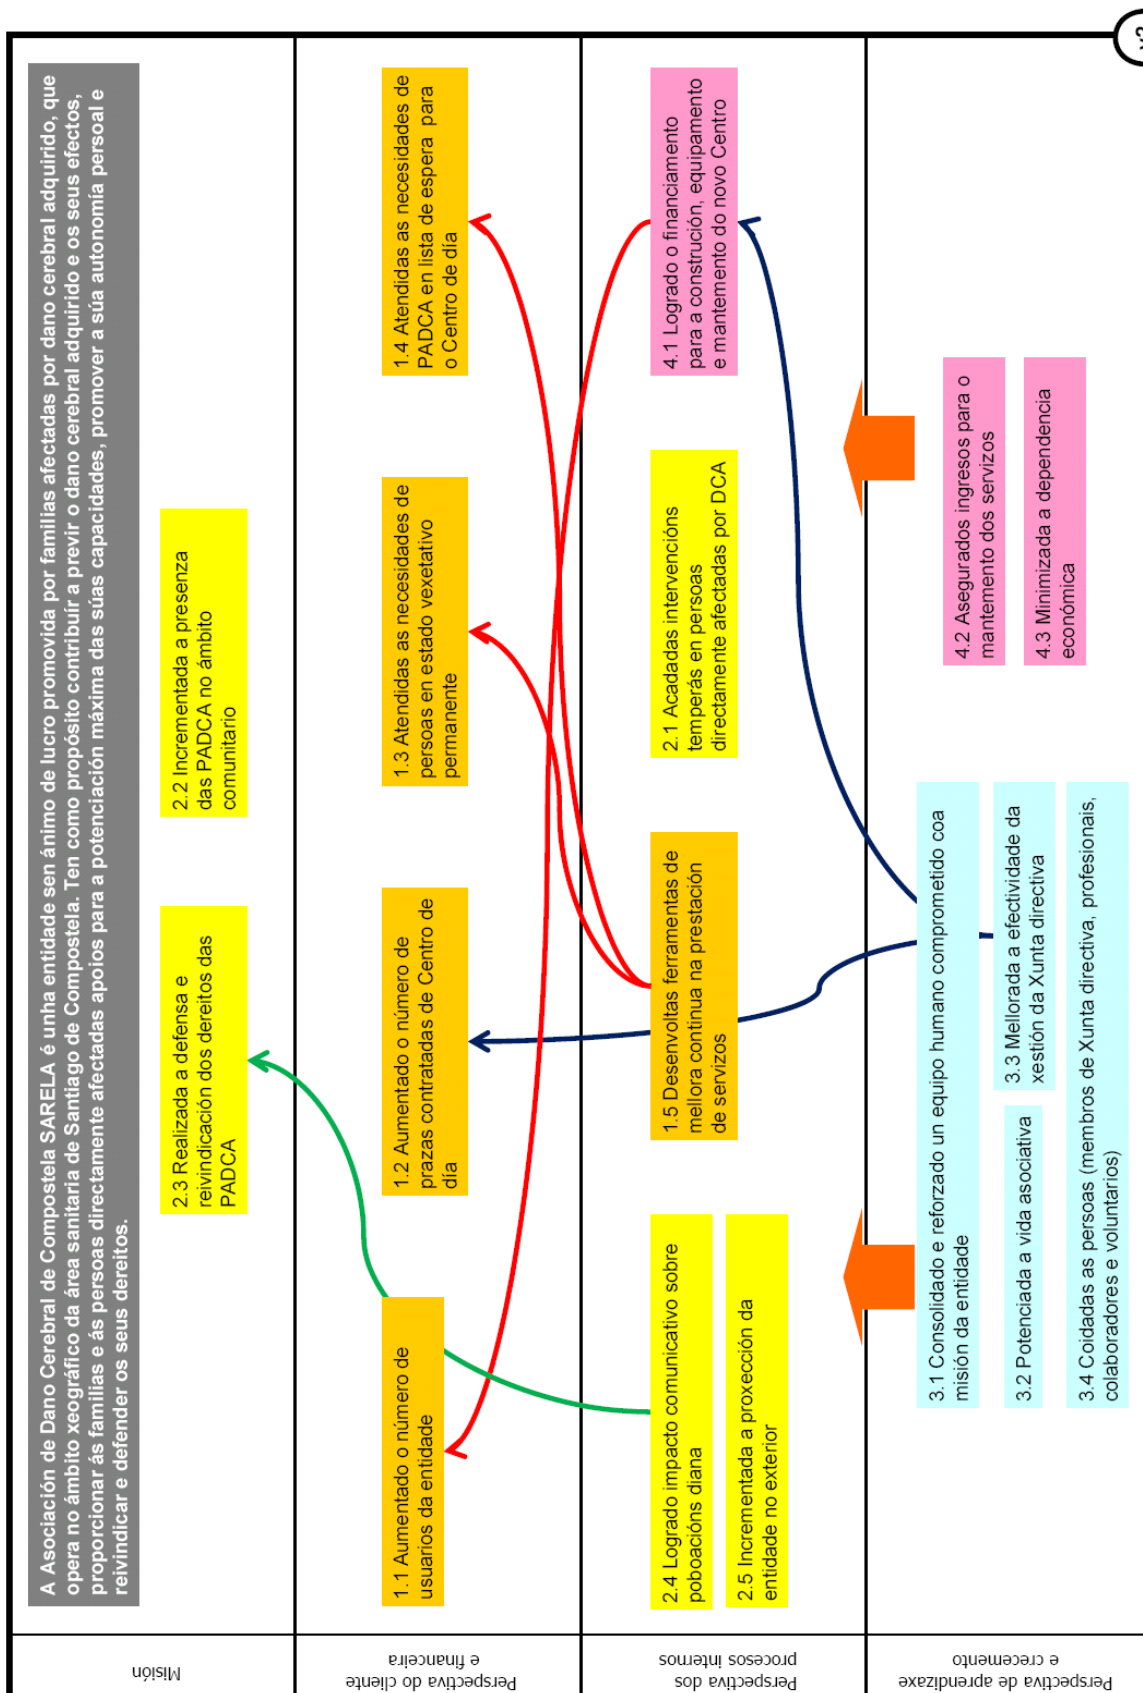 A Asociación de Dano Cerebral de Compostela SARELA é unha entidade sen ánimo de lucro promovida por familias afectadas por dano cerebral adquirido, que
opera no ámbito xeográfico da área sanitaria de Santiago de Compostela. Ten como propósito contribuír a previr o dano cerebral adquirido e os seus efectos,
proporcionar ás familias e ás persoas directamente afectadas apoios para a potenciación máxima das súas capacidades, promover a súa autonomía persoal e
reivindicar e defender os seus dereitos.
Misión
2.3 Realizada a defensa e
reivindicación dos dereitos das
PADCA
2.2 Incrementada a presenza
das PADCA no ámbito
comunitario
Perspectiva do cliente
e financeira
1.1 Aumentado o número de
usuarios da entidade
1.2 Aumentado o número de
prazas contratadas de Centro de
día
1.3 Atendidas as necesidades de
persoas en estado vexetativo
permanente
1.4 Atendidas as necesidades de
PADCA en lista de espera para
o Centro de día
Perspectiva dos
procesos internos
2.4 Logrado impacto comunicativo sobre
poboacións diana
2.5 Incrementada a proxección da
entidade no exterior
1.5 Desenvoltas ferramentas de
mellora continua na prestación
de servizos
2.1 Acadadas intervencións
temperás en persoas
directamente afectadas por DCA
4.1 Logrado o financiamento
para a construción, equipamento
e mantemento do novo Centro
Perspectiva de aprendizaxe
e crecemento
3.1 Consolidado e reforzado un equipo humano comprometido coa
misión da entidade
3.2 Potenciada a vida asociativa
3.3 Mellorada a efectividade da
xestión da Xunta directiva
3.4 Coidadas as persoas (membros de Xunta directiva, profesionais,
colaboradores e voluntarios)
4.2 Asegurados ingresos para o
mantemento dos servizos
4.3 Minimizada a dependencia
económica